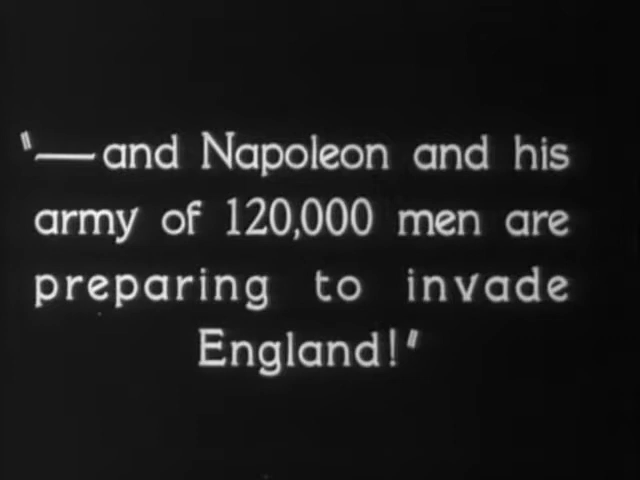 "—and Napoleon and his
army of 120,000 men are
preparing to invade
England!"